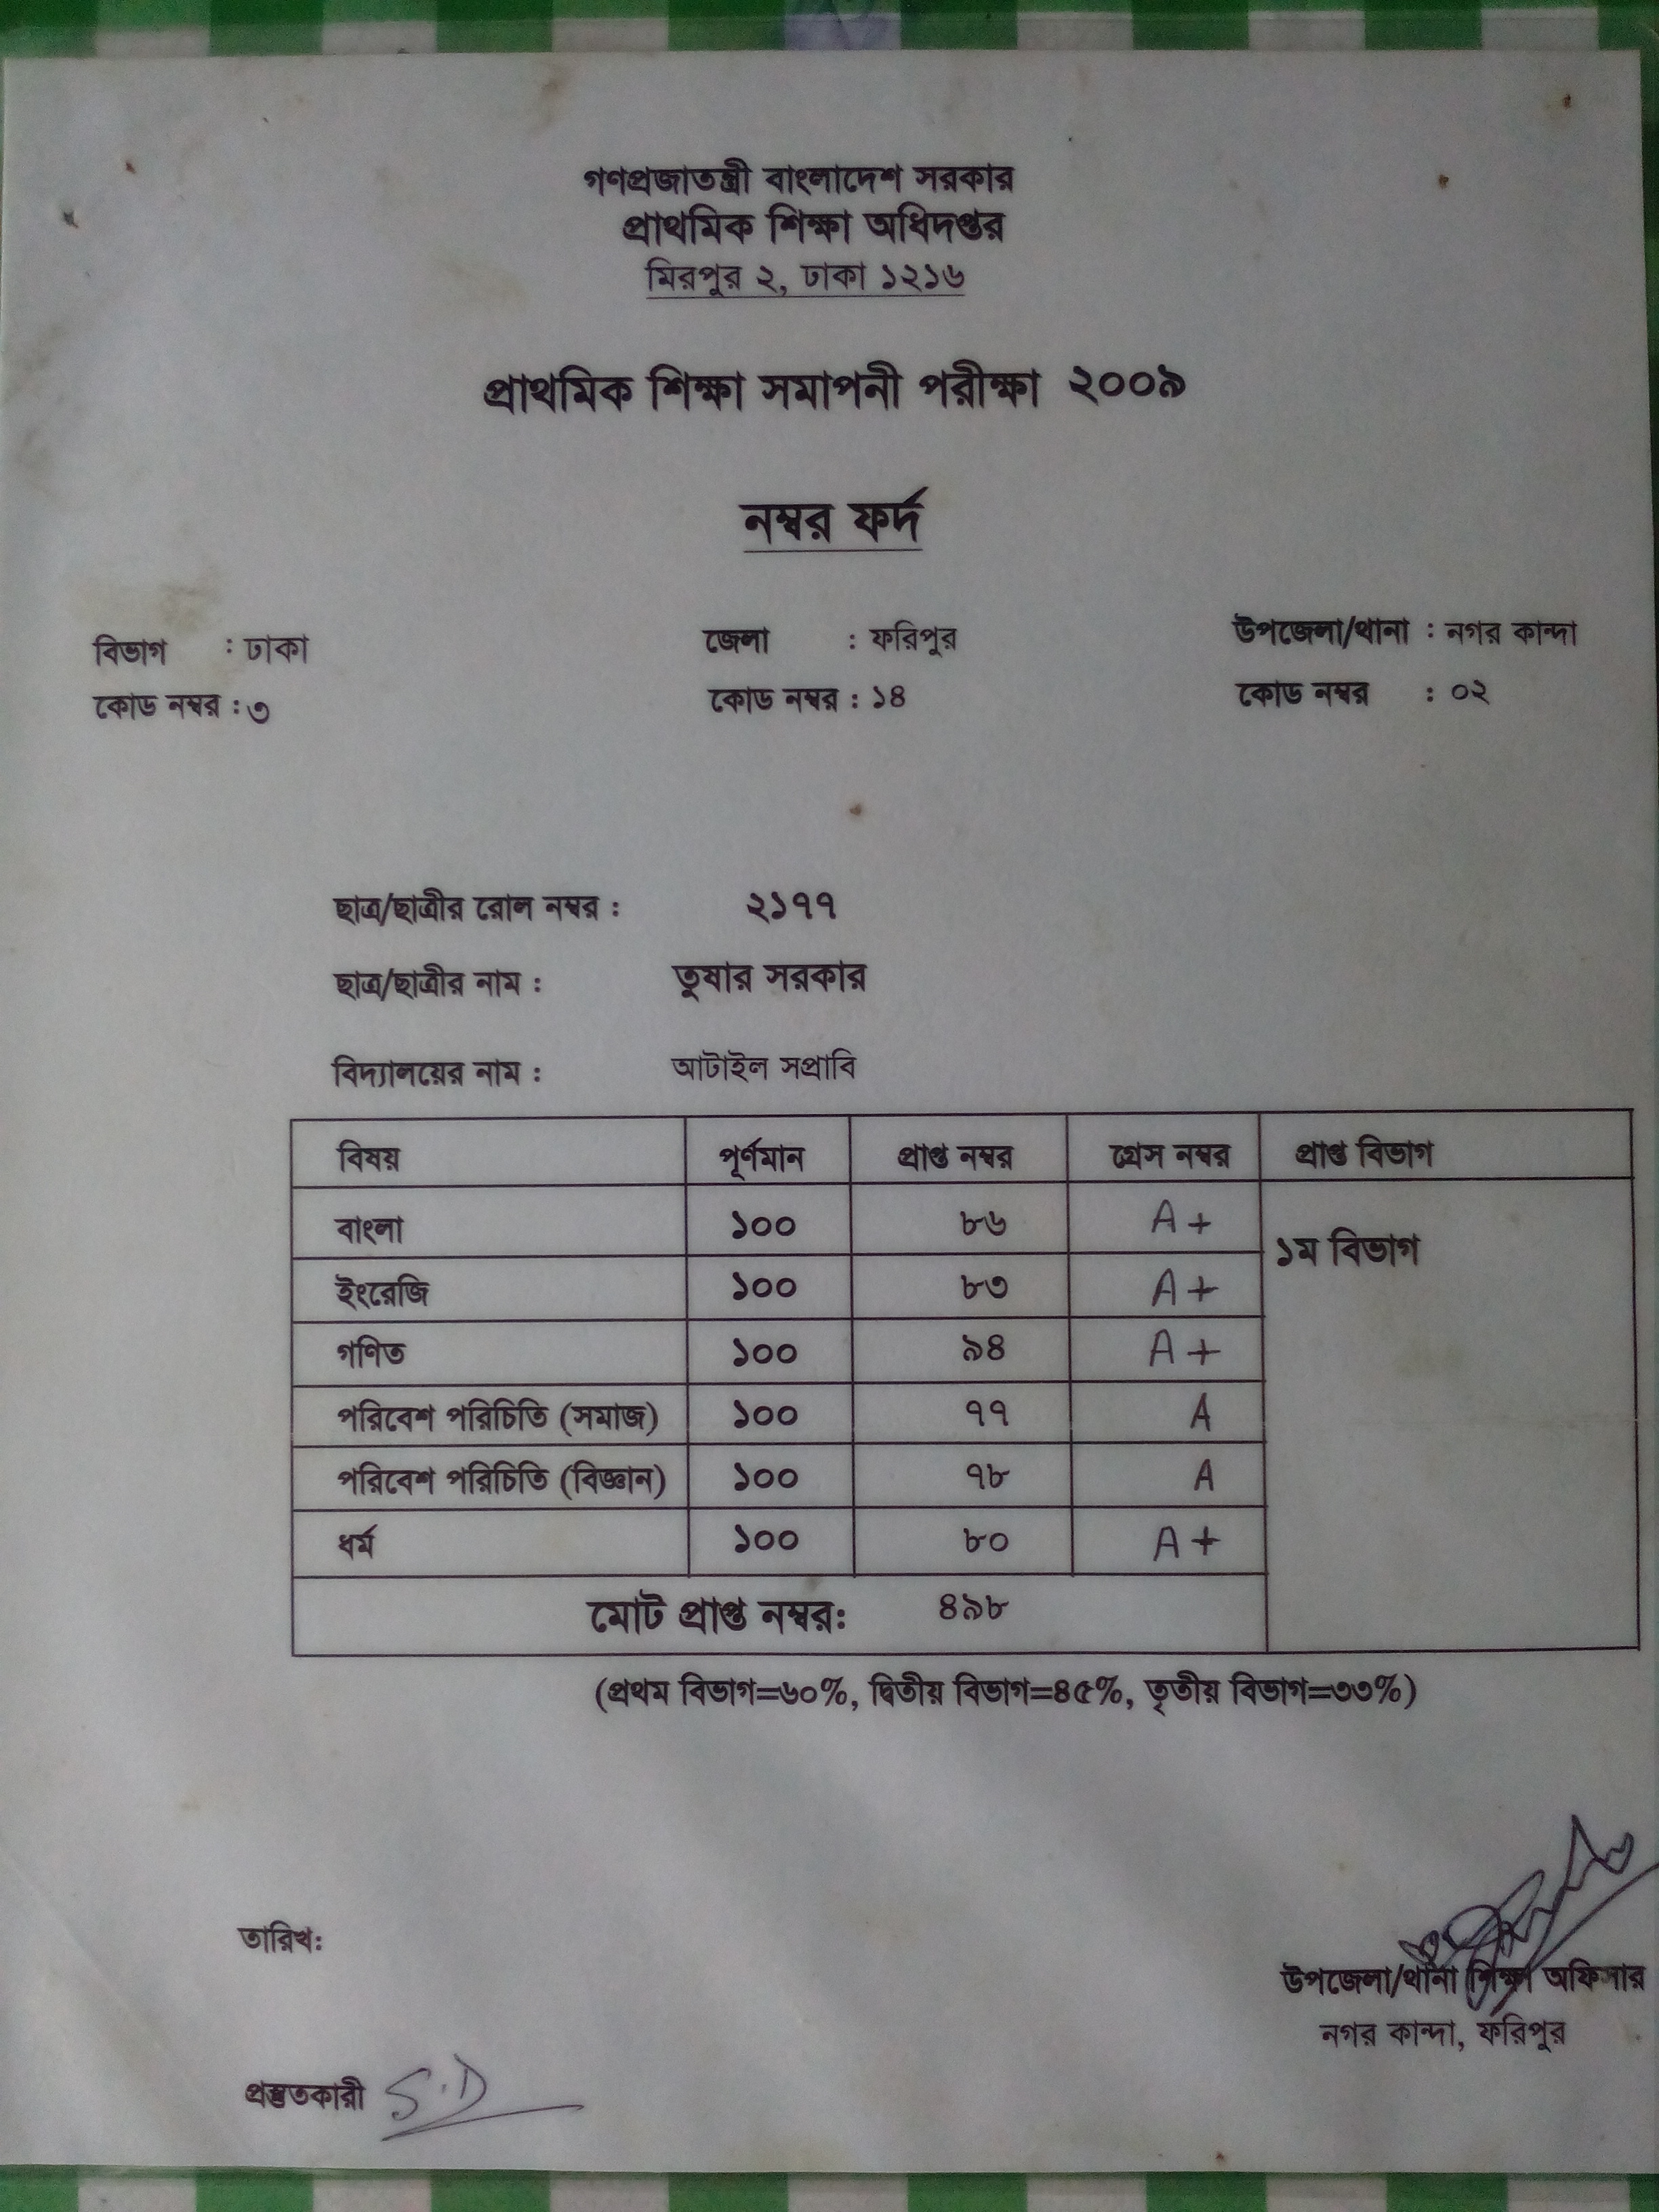 গণপ্রজাতন্ত্রী বাংলাদেশ সরকার
প্রাথমিক শিক্ষা অধিদপ্তর
মিরপুর ২, ঢাকা ১২১৬
প্রাথমিক শিক্ষা সমাপনী পরীক্ষা ২০০৯
নম্বর ফর্দ
বিভাগ : ঢাকা জেলা : ফরিপুর উপজেলা/থানা : নগর কান্দা
কোড নম্বর : ৩ কোড নম্বর : ১৪ কোড নম্বর : ০২
ছাত্র/ছাত্রীর রোল নম্বর : ২১৭৭
ছাত্র/ছাত্রীর নাম : তুষার সরকার
বিদ্যালয়ের নাম : আটাইল সপ্রাবি
বিষয় পূর্ণমান প্রাপ্ত নম্বর গ্রেস নম্বর প্রাপ্ত বিভাগ
বাংলা ১০০ ৮৬ A+
১ম বিভাগ
ইংরেজি ১০০ ৮৩ A+
গণিত ১০০ ৯৪ A+
পরিবেশ পরিচিতি (সমাজ) ১০০ ৭৭ A
পরিবেশ পরিচিতি (বিজ্ঞান) ১০০ ৭৮ A
ধর্ম ১০০ ৮০ A+
মোট প্রাপ্ত নম্বর: ৪৯৮
(প্রথম বিভাগ=৬০%, দ্বিতীয় বিভাগ=৪৫%, তৃতীয় বিভাগ=৩৩%)
তারিখ:
উপজেলা/থানা শিক্ষা অফিসার
নগর কান্দা, ফরিপুর
প্রস্তুতকারী S.D